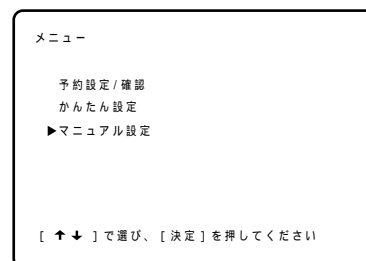 メニュー
予約設定/確認
かんたん設定
▶マニュアル設定
[ ↑↓ ]で選び、[決定]を押してください